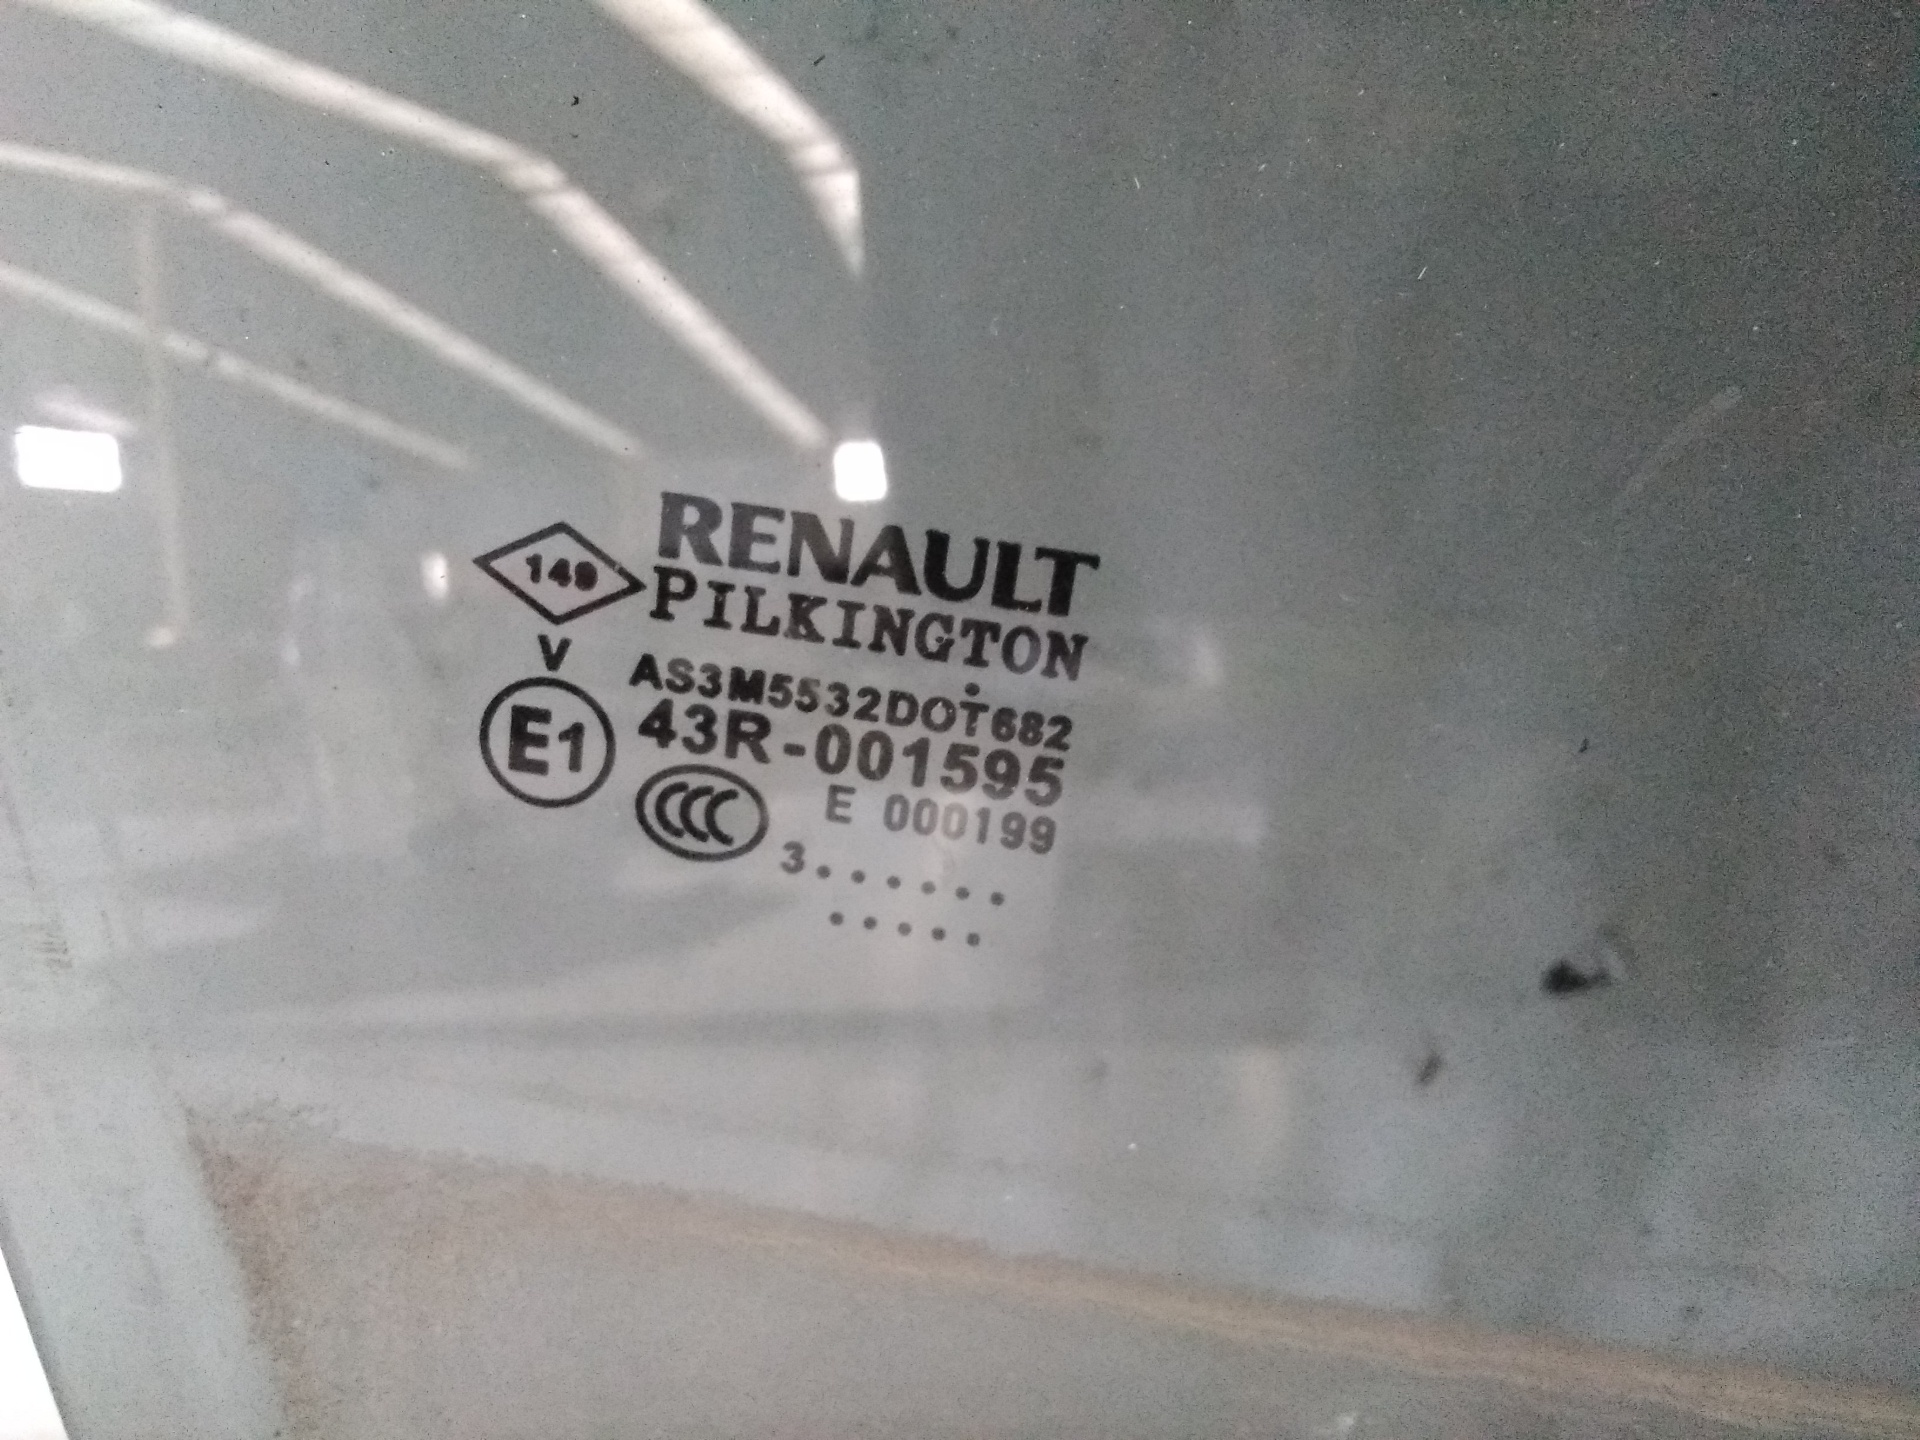 RENAULT
149
PILKINGTON
V
AS3M5532DOT682
E1
43R-001595
CCC
E 000199
3......
.....